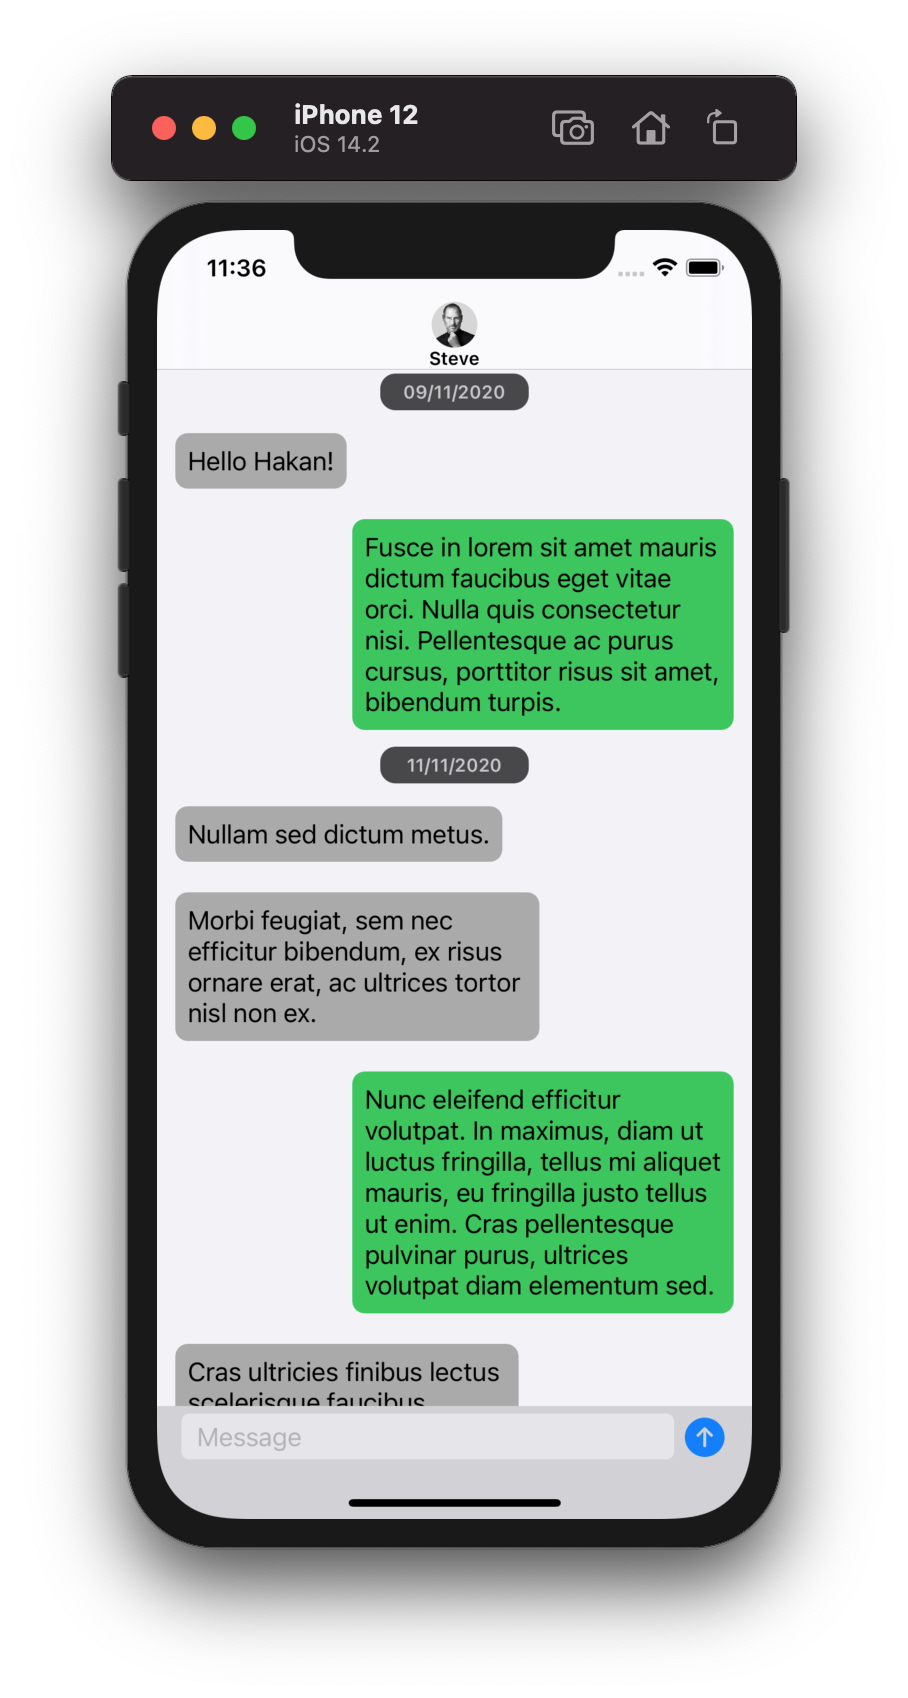 iPhone 12
iOS 14.2
11:36
Steve
09/11/2020
Hello Hakan!
Fusce in lorem sit amet mauris
dictum faucibus eget vitae
orci. Nulla quis consectetur
nisi. Pellentesque ac purus
cursus, porttitor risus sit amet,
bibendum turpis.
11/11/2020
Nullam sed dictum metus.
Morbi feugiat, sem nec
efficitur bibendum, ex risus
ornare erat, ac ultrices tortor
nisl non ex.
Nunc eleifend efficitur
volutpat. In maximus, diam ut
luctus fringilla, tellus mi aliquet
mauris, eu fringilla justo tellus
ut enim. Cras pellentesque
pulvinar purus, ultrices
volutpat diam elementum sed.
Cras ultricies finibus lectus
scelerisque faucibus
Message